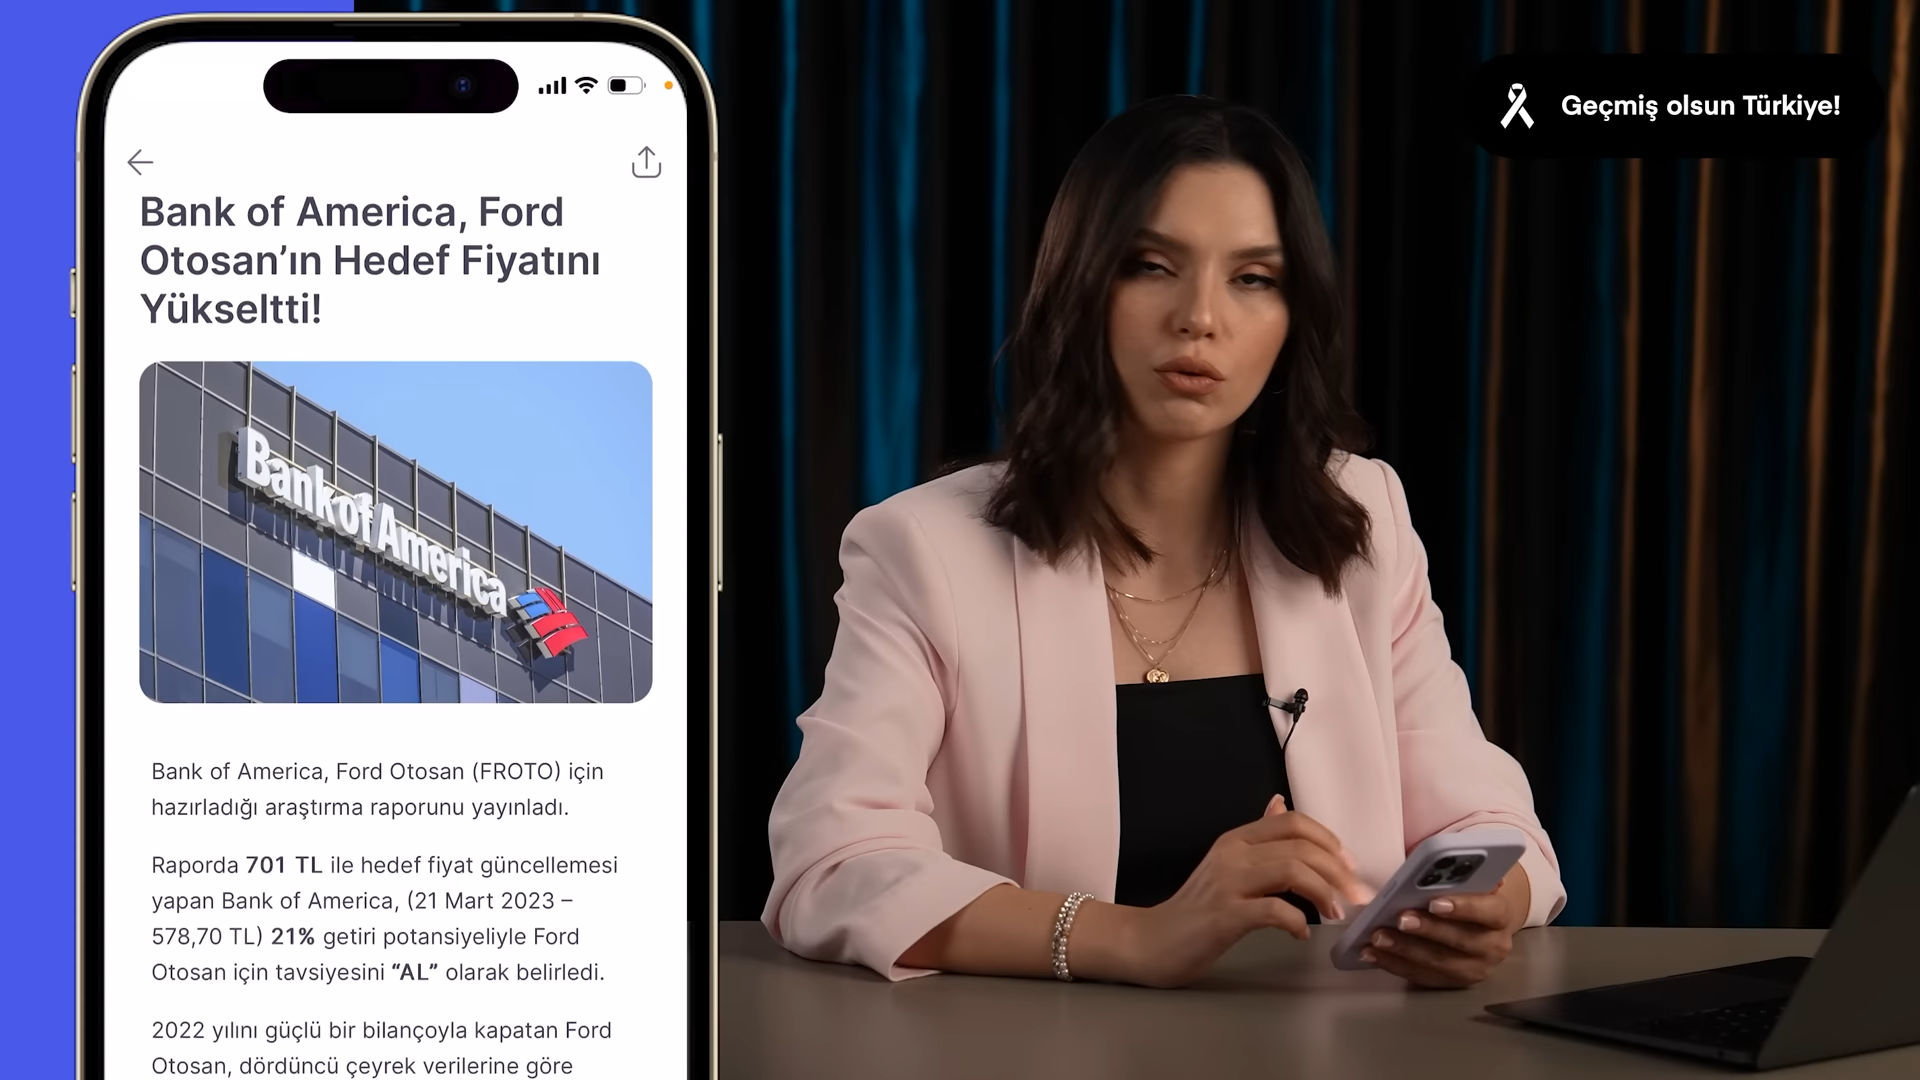 Geçmiş olsun Türkiye!
Bank of America, Ford
Otosan’ın Hedef Fiyatını
Yükseltti!
Bank of America
Bank of America, Ford Otosan (FROTO) için
hazırladığı araştırma raporunu yayınladı.
Raporda 701 TL ile hedef fiyat güncellemesi
yapan Bank of America, (21 Mart 2023 –
578,70 TL) 21% getiri potansiyeliyle Ford
Otosan için tavsiyesini “AL” olarak belirledi.
2022 yılını güçlü bir bilançoyla kapatan Ford
Otosan, dördüncü çeyrek verilerine göre